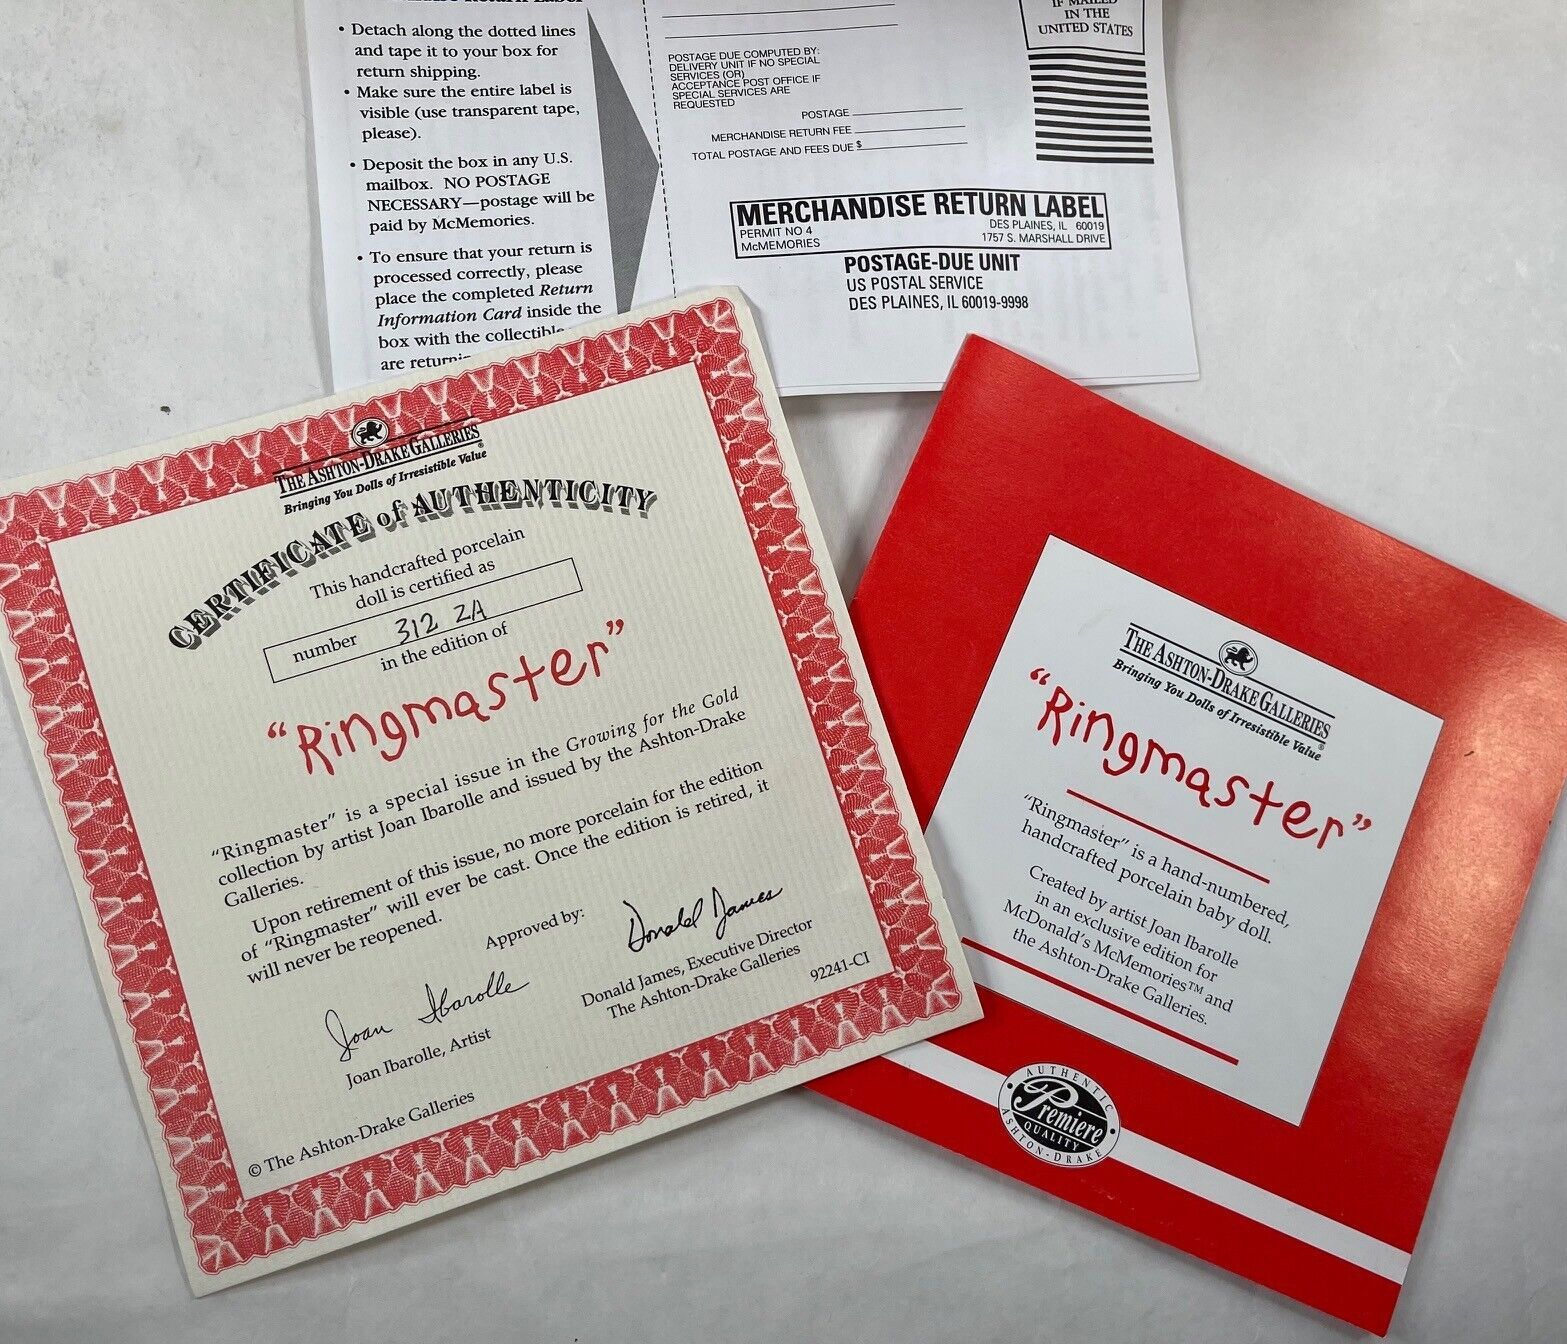 • Detach along the dotted lines
and tape it to your box for
return shipping.
• Make sure the entire label is
visible (use transparent tape,
please).
• Deposit the box in any U.S.
mailbox. NO POSTAGE
NECESSARY—postage will be
paid by McMemories.
• To ensure that your return is
processed correctly, please
place the completed Return
Information Card inside the
box with the collectible
are
POSTAGE DUE COMPUTED BY:
DELIVERY UNIT IF NO SPECIAL
SERVICES (OR)
ACCEPTANCE POST OFFICE IF
SPECIAL SERVICES ARE
REQUESTED
POSTAGE
MERCHANDISE RETURN FEE
TOTAL POSTAGE AND FEES DUE $
IF MAILED
IN THE
UNITED STATES
MERCHANDISE RETURN LABEL
PERMIT NO 4
McMEMORIES
DES PLAINES, IL 60019
1757 S. MARSHALL DRIVE
POSTAGE-DUE UNIT
US POSTAL SERVICE
DES PLAINES, IL 60019-9998
THE ASHTON-DRAKE GALLERIES
Bringing You Dolls of Irresistible Value®
CERTIFICATE of AUTHENTICITY
This handcrafted porcelain
doll is certified as
number 312 ZA
in the edition of
"Ringmaster"
"Ringmaster" is a special issue in the Growing for the Gold
collection by artist Joan Ibarolle and issued by the Ashton-Drake
Galleries.
Upon retirement of this issue, no more porcelain for the edition
of "Ringmaster" will ever be cast. Once the edition is retired, it
will never be reopened.
Approved by:
Joan Ibarolle
Joan Ibarolle, Artist
Donald James
Donald James, Executive Director
The Ashton-Drake Galleries
92241-CI
© The Ashton-Drake Galleries
THE ASHTON-DRAKE GALLERIES
Bringing You Dolls of Irresistible Value®
"Ringmaster"
"Ringmaster" is a hand-numbered,
handcrafted porcelain baby doll.
Created by artist Joan Ibarolle
in an exclusive edition for
McDonald's McMemories™ and
the Ashton-Drake Galleries.
AUTHENTIC
Premiere
QUALITY
ASHTON-DRAKE